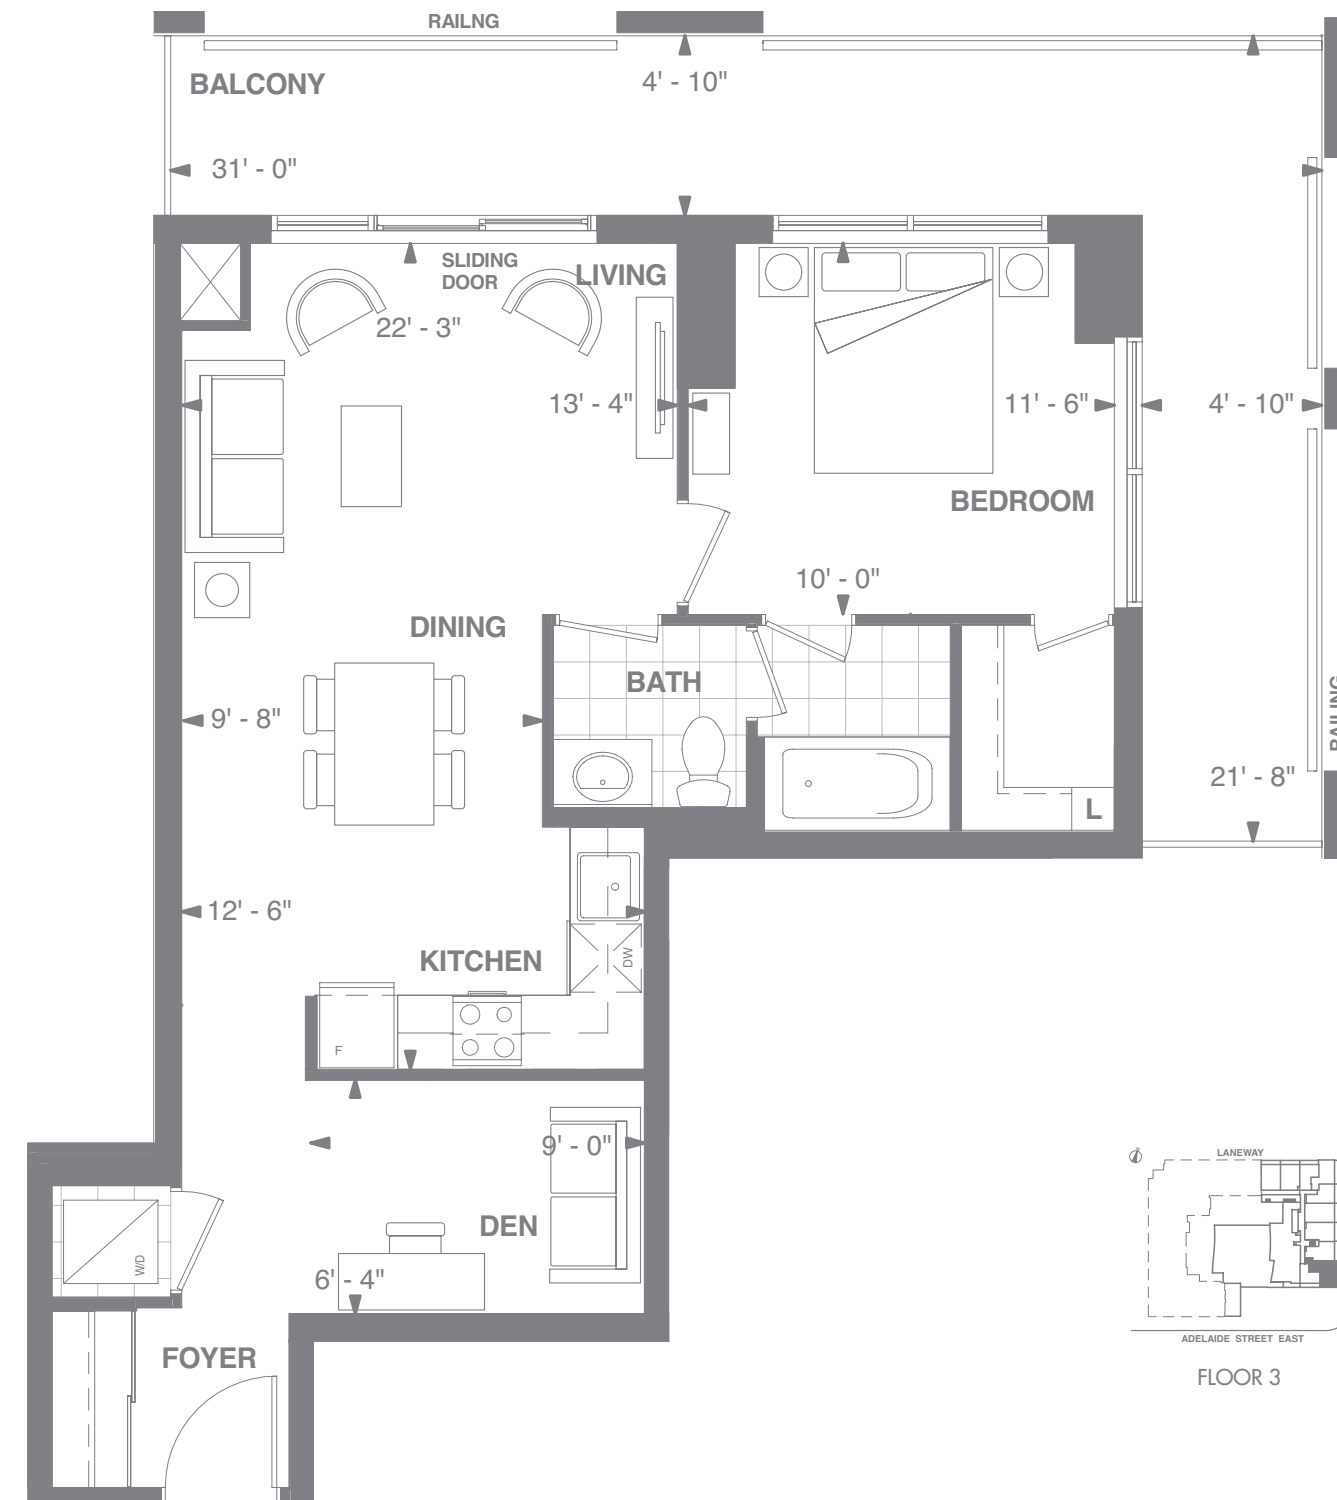 RAILNG
BALCONY
4' - 10"
31' - 0"
SLIDING
DOOR
LIVING
22' - 3"
13' - 4"
11' - 6"
4' - 10"
BEDROOM
10' - 0"
DINING
BATH
RAILING
9' - 8"
21' - 8"
L
12' - 6"
KITCHEN
DW
F
9' - 0"
LANEWAY
DEN
W/D
6' - 4"
ADELAIDE STREET EAST
FOYER
FLOOR 3